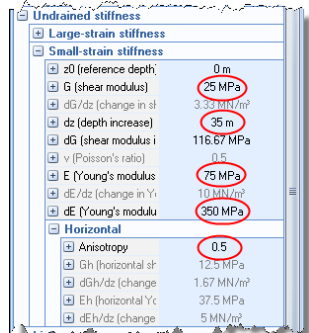 Undrained stiffness
Large-strain stiffness
Small-strain stiffness
z0 (reference depth) 0 m
G (shear modulus) 25 MPa
dG/dz (change in sh 3.33 MN/m³
dz (depth increase) 35 m
dG (shear modulus i 116.67 MPa
v (Poisson's ratio) 0.5
E (Young's modulus 75 MPa
dE/dz (change in Yo 10 MN/m³
dE (Young's modulu 350 MPa
Horizontal
Anisotropy 0.5
Gh (horizontal sh 12.5 MPa
dGh/dz (change 1.67 MN/m³
Eh (horizontal Yo 37.5 MPa
dEh/dz (change 5 MN/m³